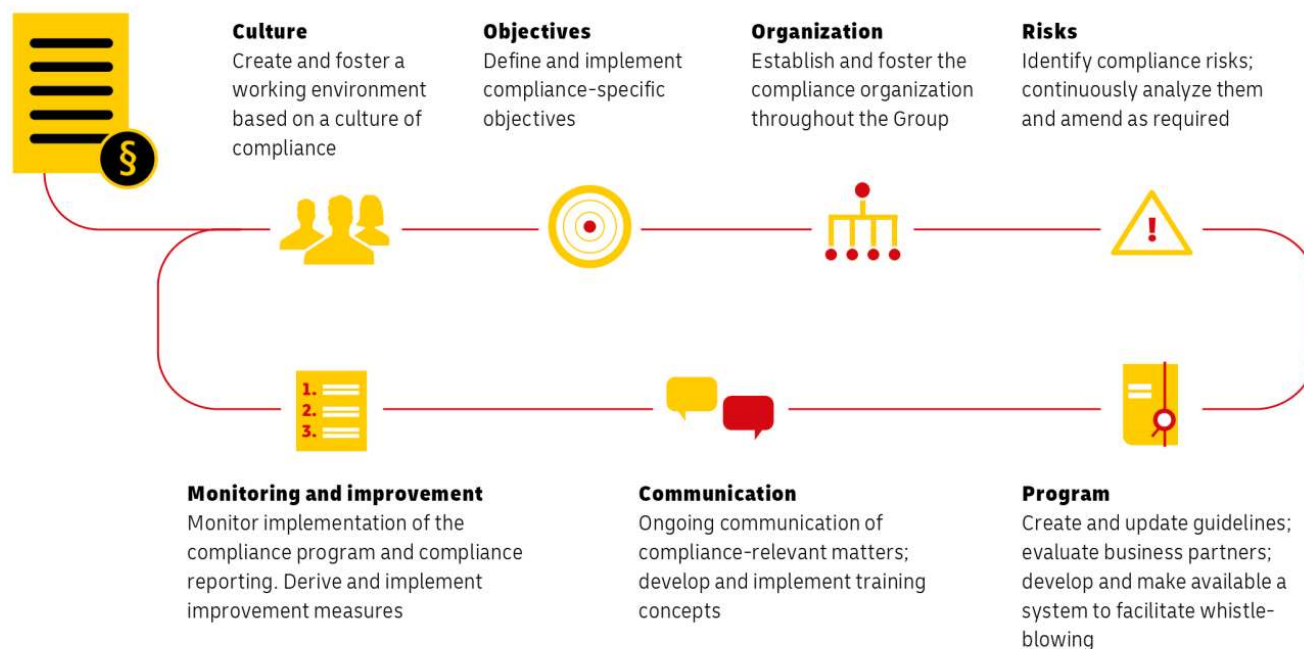 §
Culture
Create and foster a
working environment
based on a culture of
compliance
Objectives
Define and implement
compliance-specific
objectives
Organization
Establish and foster the
compliance organization
throughout the Group
Risks
Identify compliance risks;
continuously analyze them
and amend as required
!
1.
2.
3.
Monitoring and improvement
Monitor implementation of the
compliance program and compliance
reporting. Derive and implement
improvement measures
Communication
Ongoing communication of
compliance-relevant matters;
develop and implement training
concepts
Program
Create and update guidelines;
evaluate business partners;
develop and make available a
system to facilitate whistle-
blowing